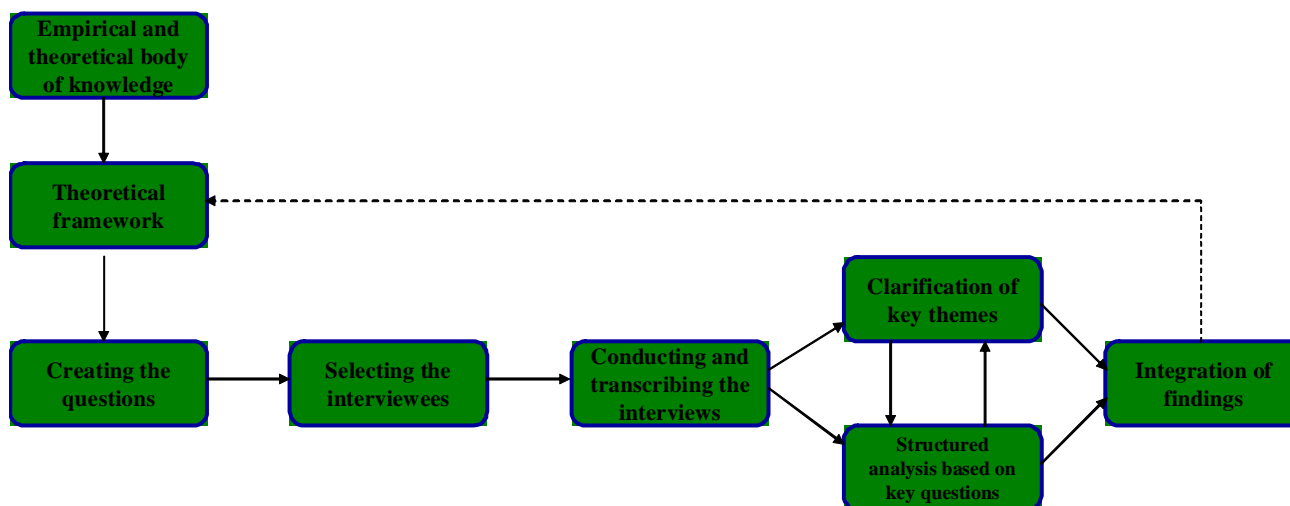 Empirical and
theoretical body
of knowledge
Theoretical
framework
Creating the
questions
Selecting the
interviewees
Conducting and
transcribing the
interviews
Clarification of
key themes
Structured
analysis based on
key questions
Integration of
findings